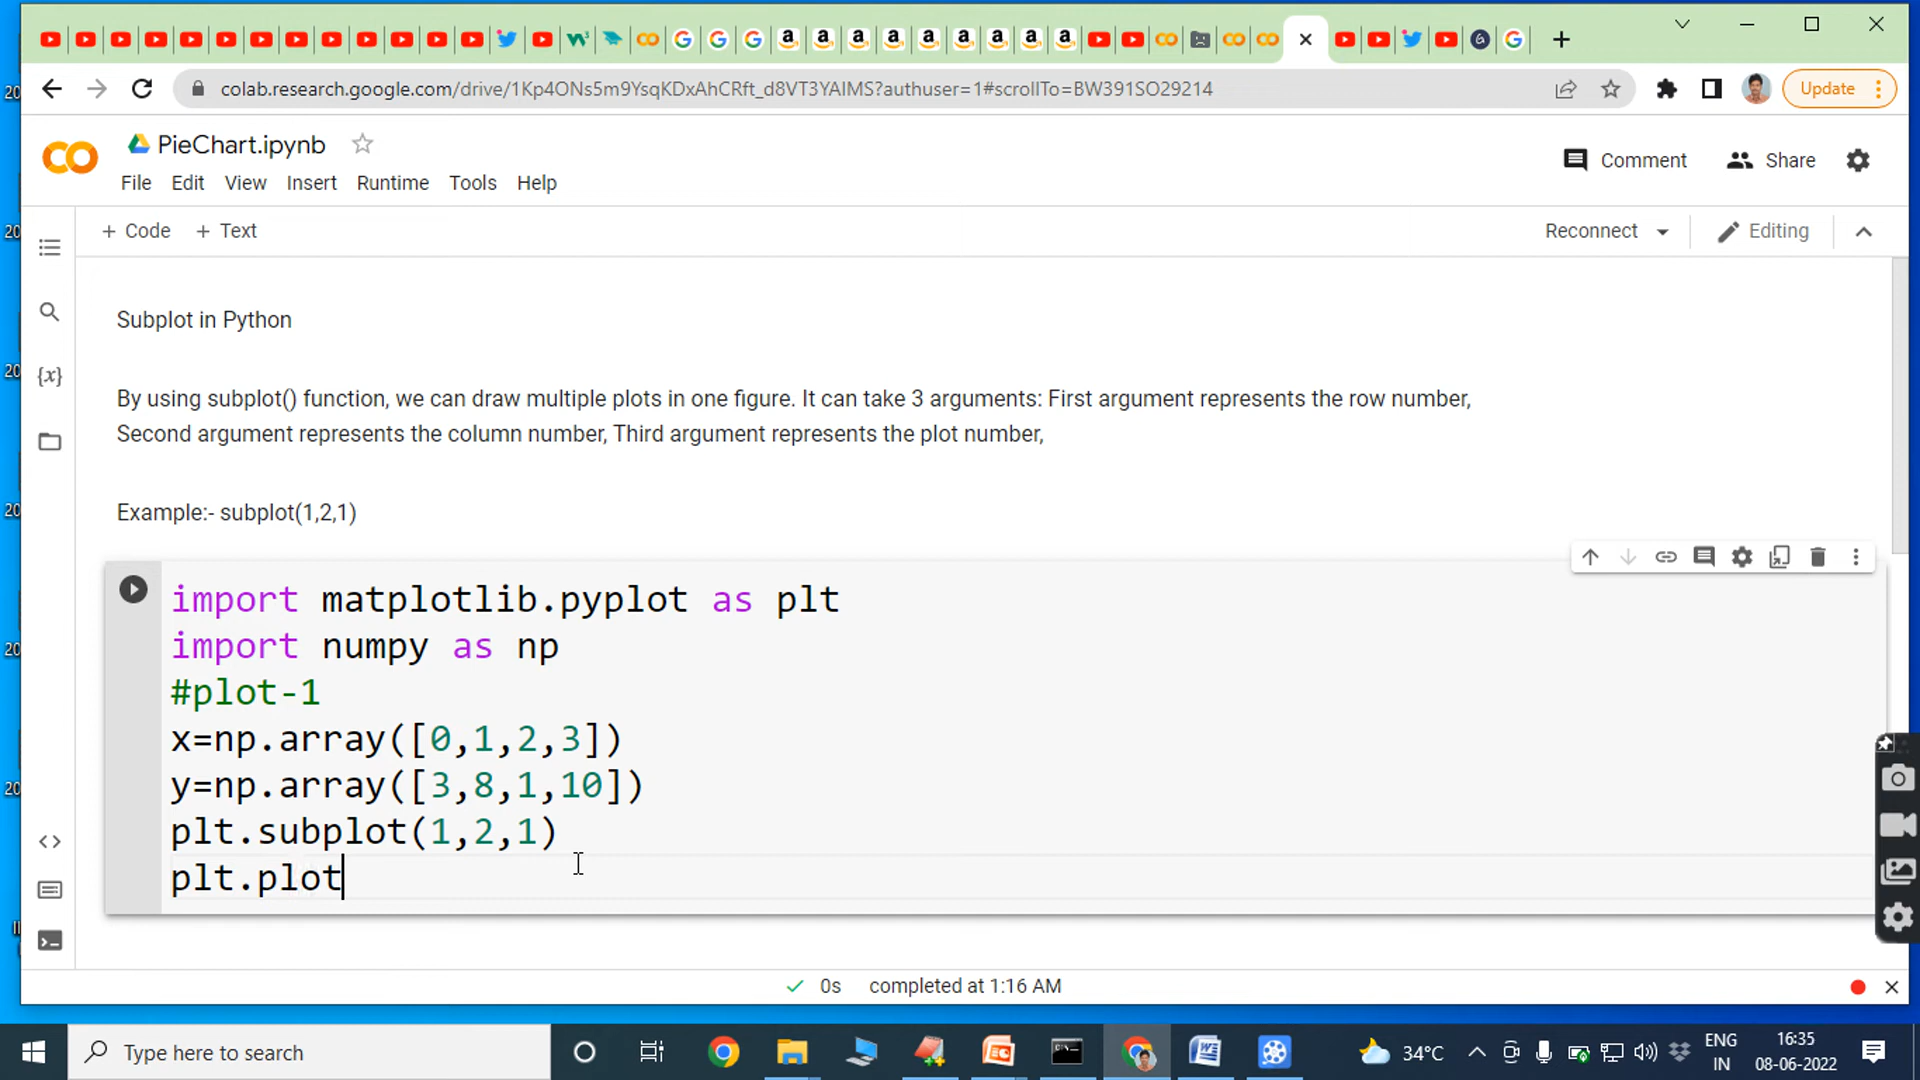 colab.research.google.com/drive/1Kp4ONs5m9YsqKDxAhCRft_d8VT3YAIMS?authuser=1#scrollTo=BW391SO29214
Update
PieChart.ipynb
File Edit View Insert Runtime Tools Help
Comment Share
+ Code + Text
Reconnect Editing
Subplot in Python
By using subplot() function, we can draw multiple plots in one figure. It can take 3 arguments: First argument represents the row number,
Second argument represents the column number, Third argument represents the plot number,
Example:- subplot(1,2,1)
import matplotlib.pyplot as plt
import numpy as np
#plot-1
x=np.array([0,1,2,3])
y=np.array([3,8,1,10])
plt.subplot(1,2,1)
plt.plot
0s completed at 1:16 AM
Type here to search
34°C
ENG
IN
16:35
08-06-2022